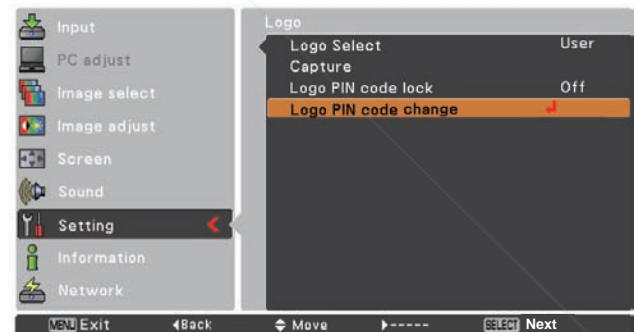 Input
PC adjust
Image select
Image adjust
Screen
Sound
Setting
Information
Network
Logo
Logo Select User
Capture
Logo PIN code lock Off
Logo PIN code change
MENU Exit ◀Back Move ▶----- SELECT Next